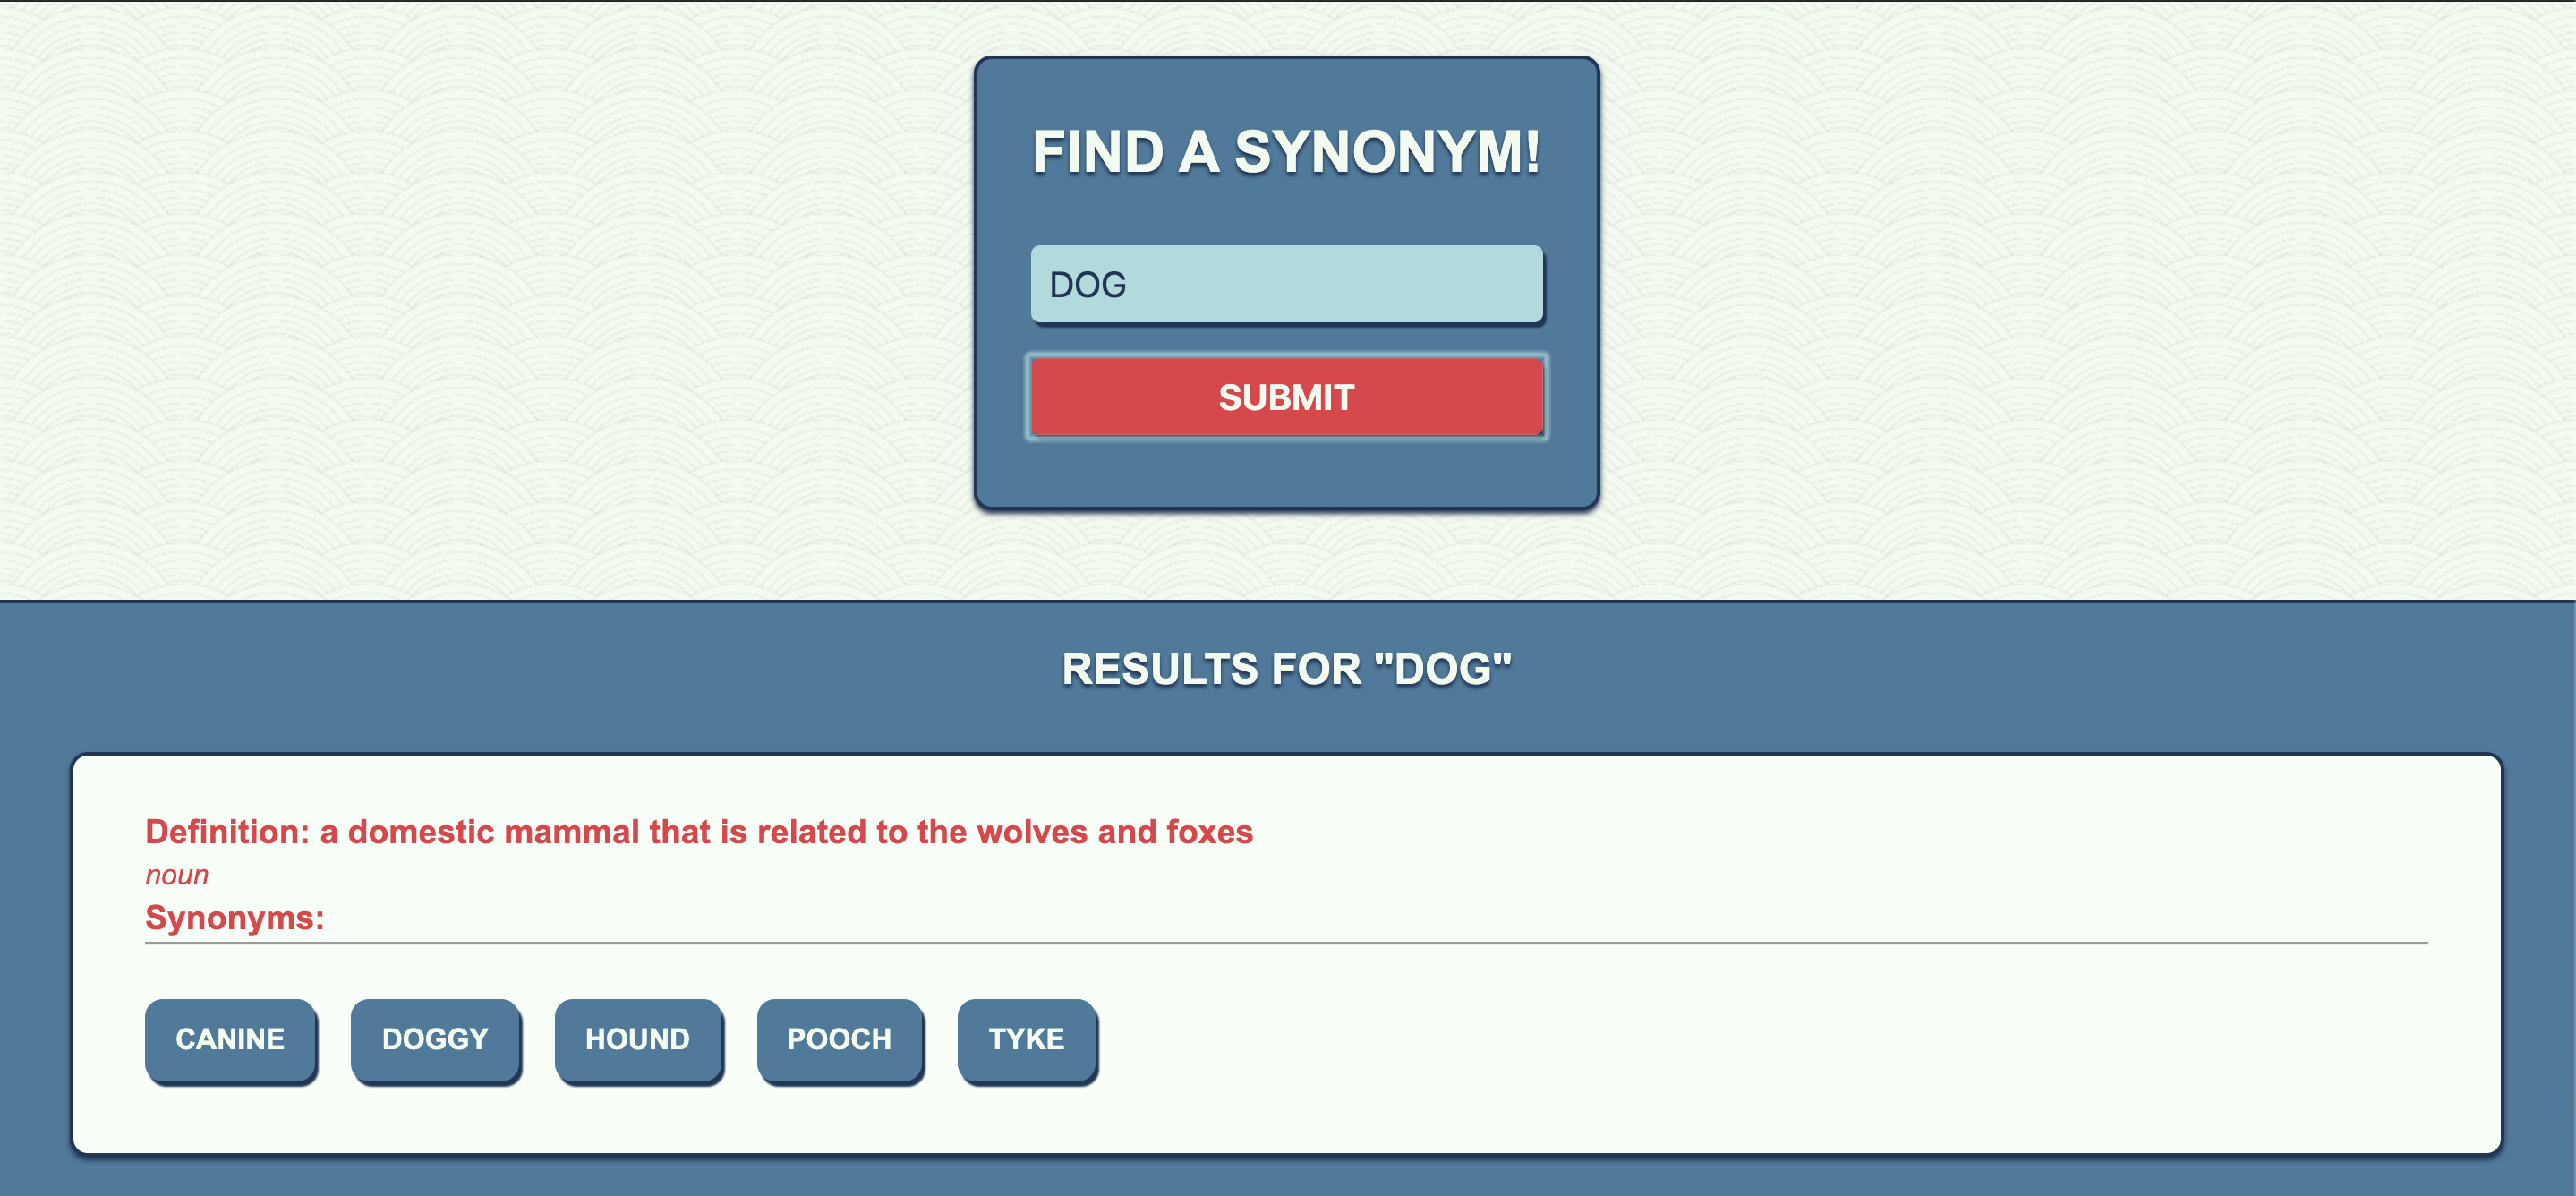 FIND A SYNONYM!
DOG
SUBMIT
RESULTS FOR "DOG"
Definition: a domestic mammal that is related to the wolves and foxes
noun
Synonyms:
CANINE DOGGY HOUND POOCH TYKE